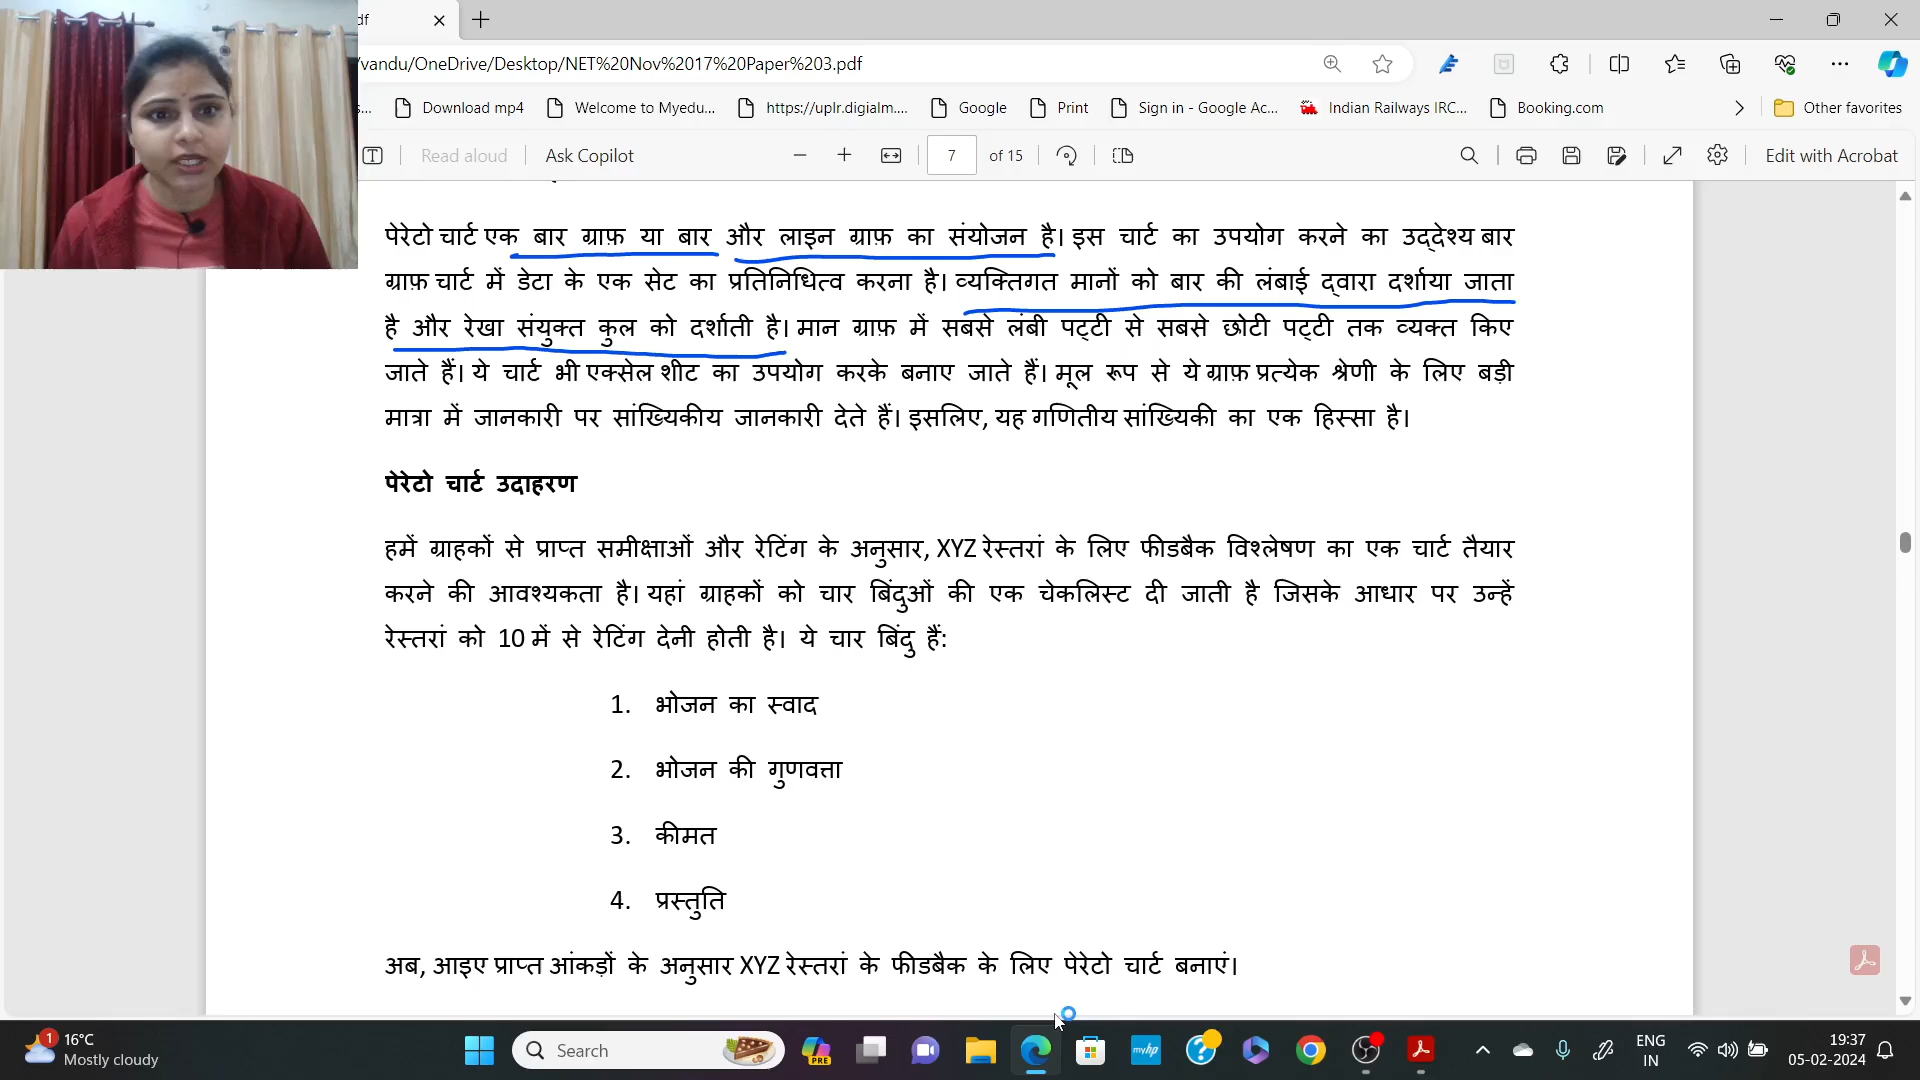 df
/vandu/OneDrive/Desktop/NET%20Nov%2017%20Paper%203.pdf
Download mp4
Welcome to Myedu...
https://uplr.digialm....
Google
Print
Sign in - Google Ac...
Indian Railways IRC...
Booking.com
Other favorites
Read aloud
Ask Copilot
7
of 15
Edit with Acrobat
पेरेटो चार्ट एक बार ग्राफ़ या बार और लाइन ग्राफ़ का संयोजन है। इस चार्ट का उपयोग करने का उद्देश्य बार
ग्राफ़ चार्ट में डेटा के एक सेट का प्रतिनिधित्व करना है। व्यक्तिगत मानों को बार की लंबाई द्वारा दर्शाया जाता
है और रेखा संयुक्त कुल को दर्शाती है। मान ग्राफ़ में सबसे लंबी पट्टी से सबसे छोटी पट्टी तक व्यक्त किए
जाते हैं। ये चार्ट भी एक्सेल शीट का उपयोग करके बनाए जाते हैं। मूल रूप से ये ग्राफ़ प्रत्येक श्रेणी के लिए बड़ी
मात्रा में जानकारी पर सांख्यिकीय जानकारी देते हैं। इसलिए, यह गणितीय सांख्यिकी का एक हिस्सा है।
पेरेटो चार्ट उदाहरण
हमें ग्राहकों से प्राप्त समीक्षाओं और रेटिंग के अनुसार, XYZ रेस्तरां के लिए फीडबैक विश्लेषण का एक चार्ट तैयार
करने की आवश्यकता है। यहां ग्राहकों को चार बिंदुओं की एक चेकलिस्ट दी जाती है जिसके आधार पर उन्हें
रेस्तरां को 10 में से रेटिंग देनी होती है। ये चार बिंदु हैं:
1. भोजन का स्वाद
2. भोजन की गुणवत्ता
3. कीमत
4. प्रस्तुति
अब, आइए प्राप्त आंकड़ों के अनुसार XYZ रेस्तरां के फीडबैक के लिए पेरेटो चार्ट बनाएं।
1
16°C
Mostly cloudy
Search
PRE
myhp
ENG
IN
19:37
05-02-2024